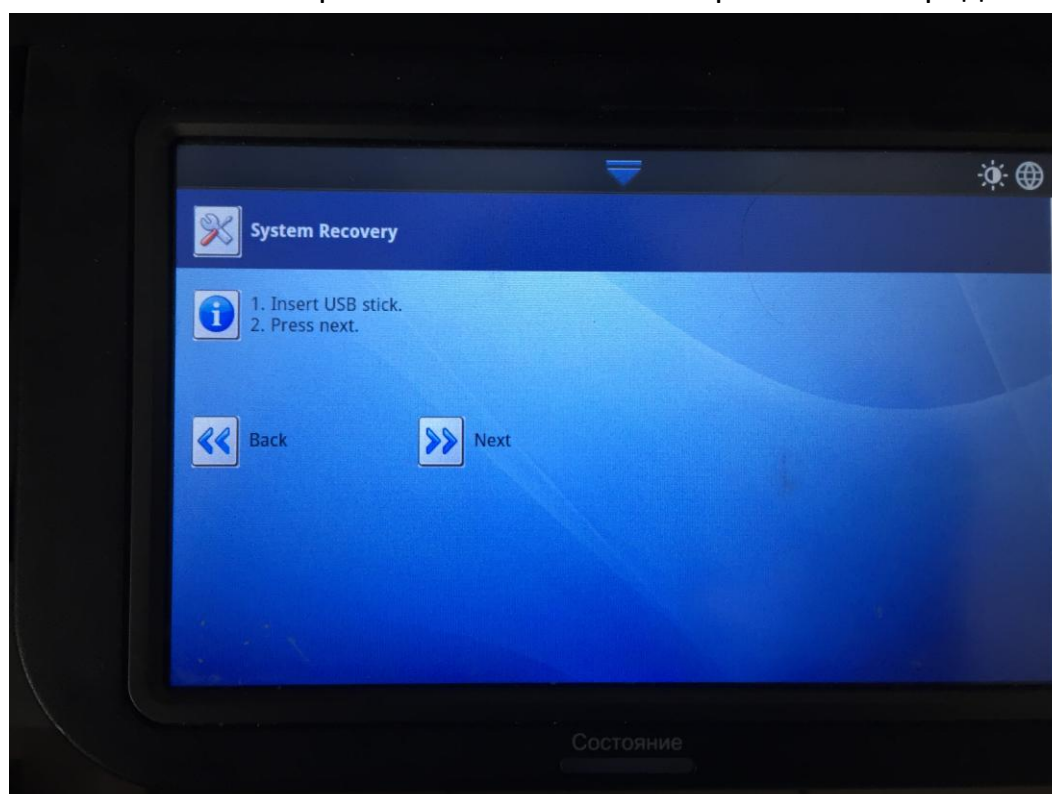 System Recovery
1. Insert USB stick.
2. Press next.
Back
Next
Состояние